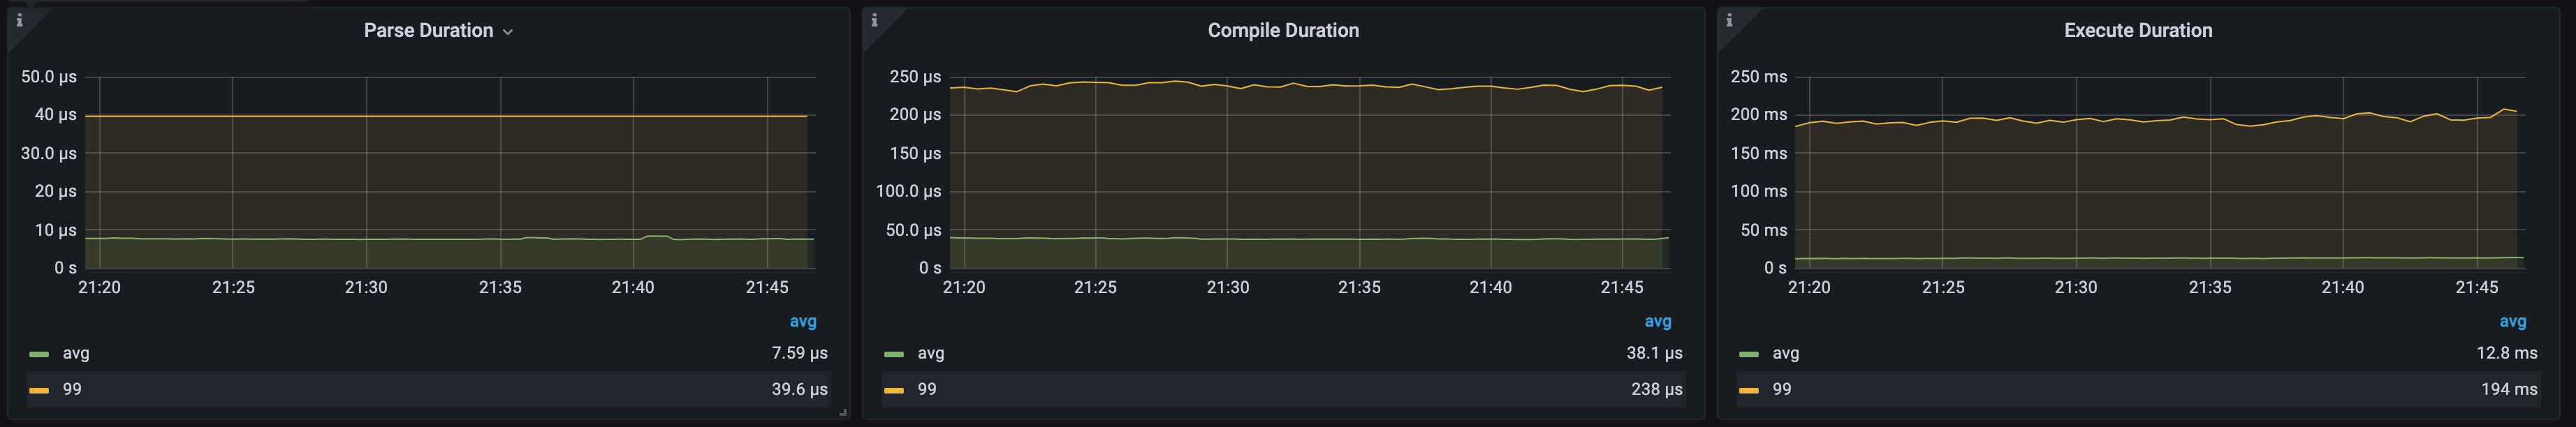 Parse Duration
50.0 µs
40 µs
30.0 µs
20 µs
10 µs
0 s
21:20 21:25 21:30 21:35 21:40 21:45
avg
avg 7.59 µs
99 39.6 µs
Compile Duration
250 µs
200 µs
150 µs
100.0 µs
50.0 µs
0 s
21:20 21:25 21:30 21:35 21:40 21:45
avg
avg 38.1 µs
99 238 µs
Execute Duration
250 ms
200 ms
150 ms
100 ms
50 ms
0 s
21:20 21:25 21:30 21:35 21:40 21:45
avg
avg 12.8 ms
99 194 ms